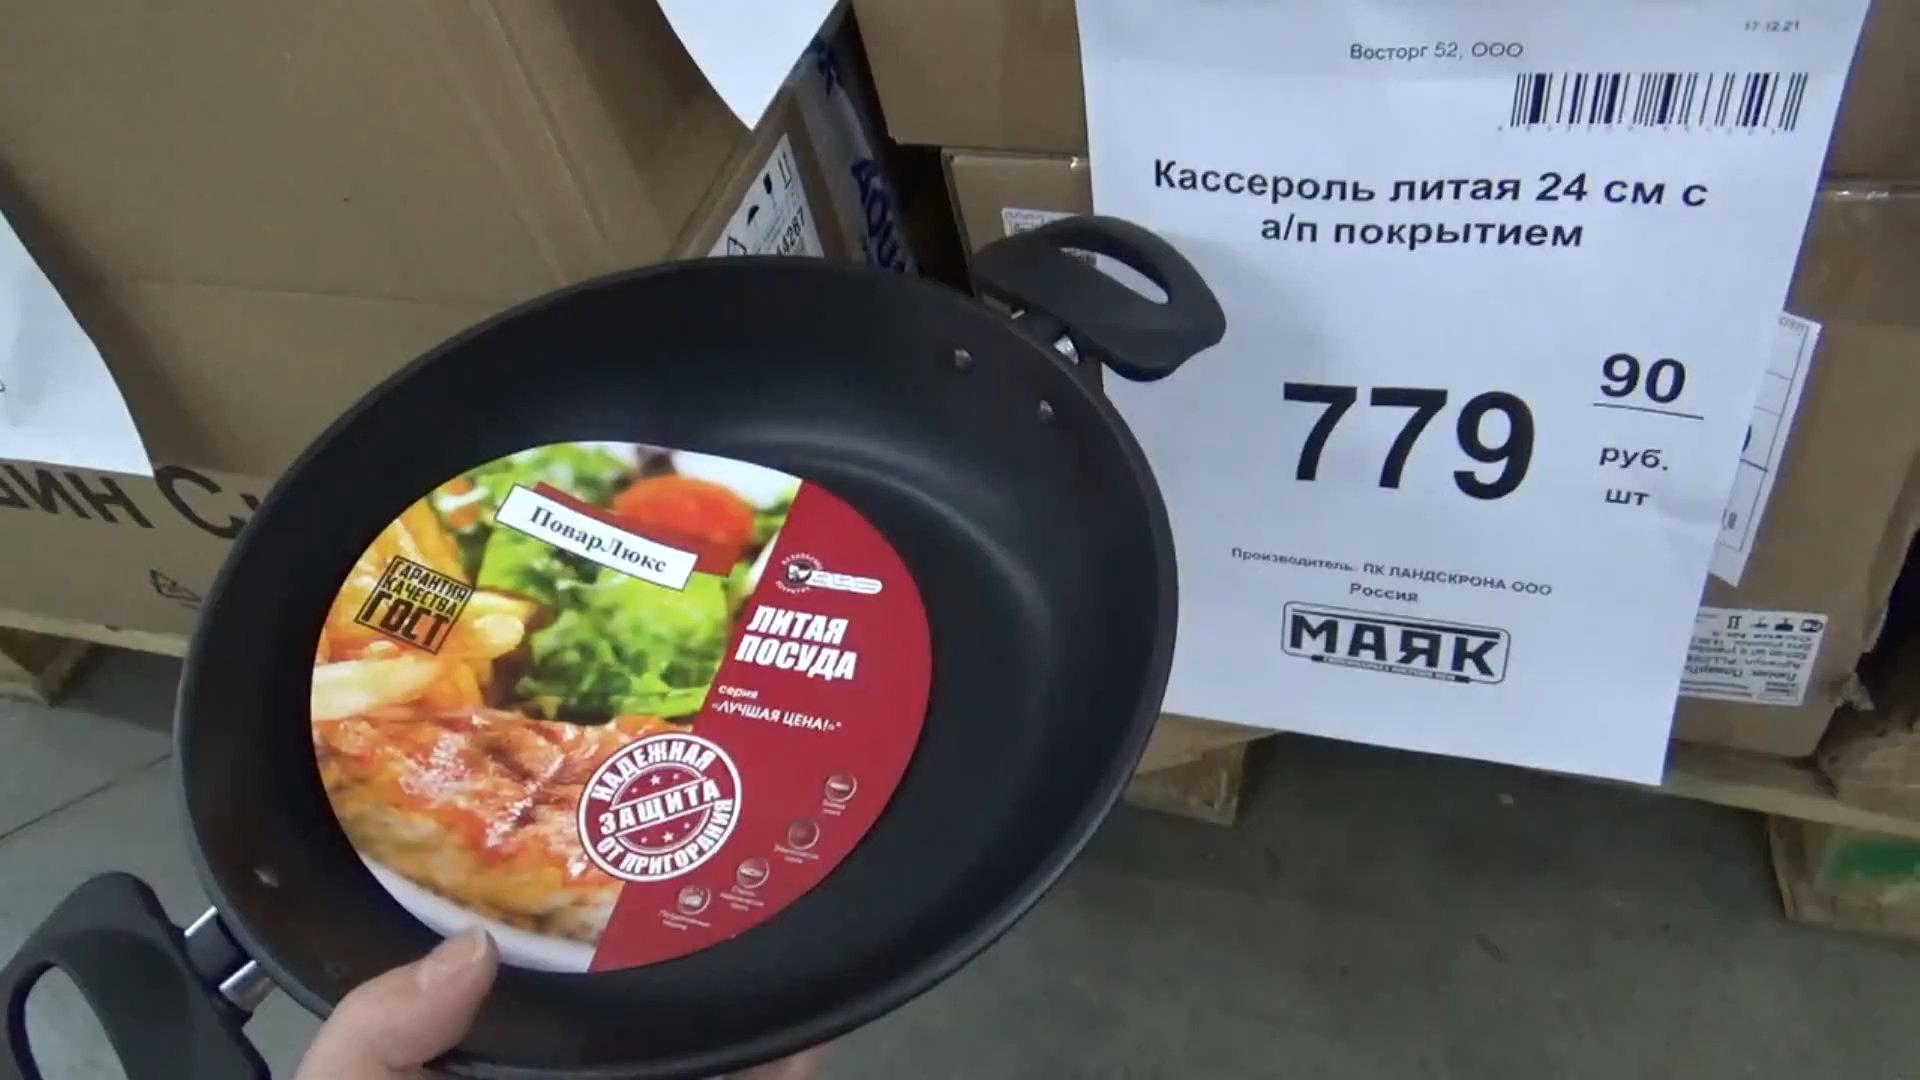 17.12.21
Восторг 52, ООО
Кассероль литая 24 см с
а/п покрытием
779
90
руб.
шт
Производитель: ПК ЛАНДСКРОНА ООО
Россия
МАЯК
ПоварЛюкс
ГАРАНТИЯ
КАЧЕСТВА
ГОСТ
ЛИТАЯ
ПОСУДА
серия
«ЛУЧШАЯ ЦЕНА!»*
НАДЕЖНАЯ
ЗАЩИТА
ОТ ПРИГОРАНИЯ